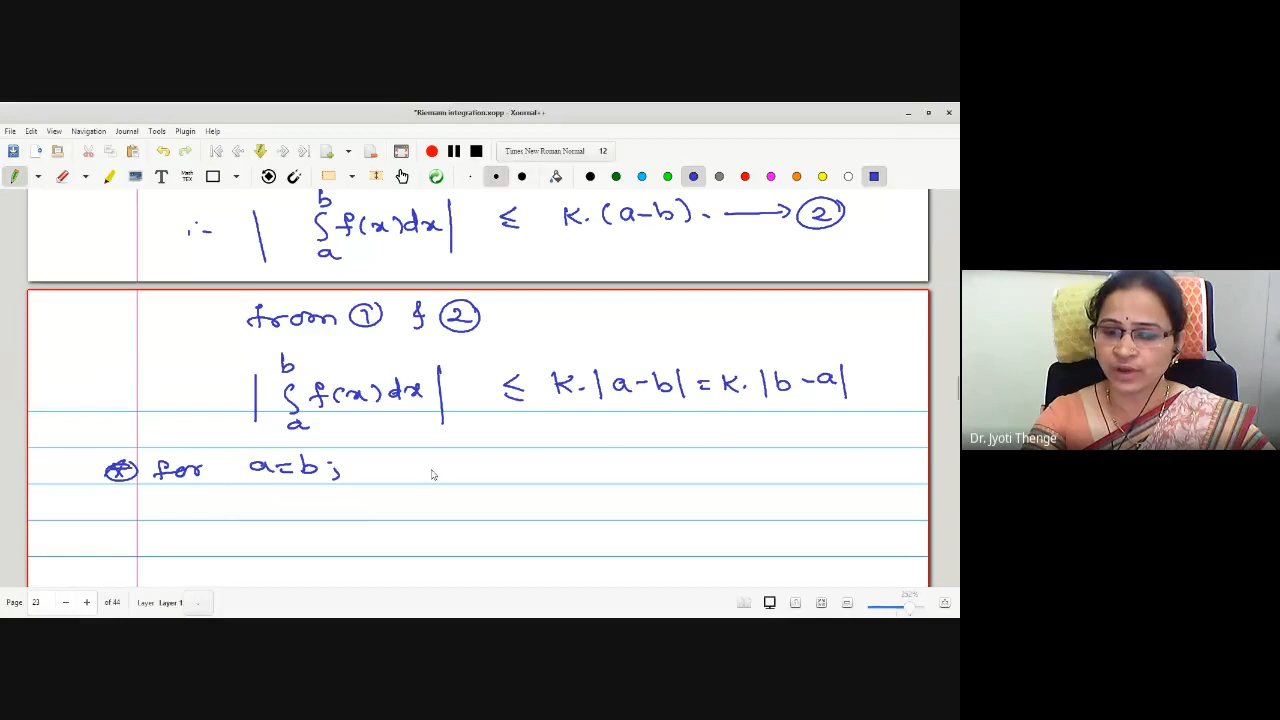 *Riemann integration.xopp - Xournal++
File Edit View Navigation Journal Tools Plugin Help
Times New Roman Normal 12
∴ | ∫_a^b f(x)dx | ≤ K.(a-b). → ②
from ① & ②
| ∫_a^b f(x)dx | ≤ K.|a-b| = K.|b-a|
* for a=b;
Dr. Jyoti Thenge
Page 23 of 44 Layer Layer 1